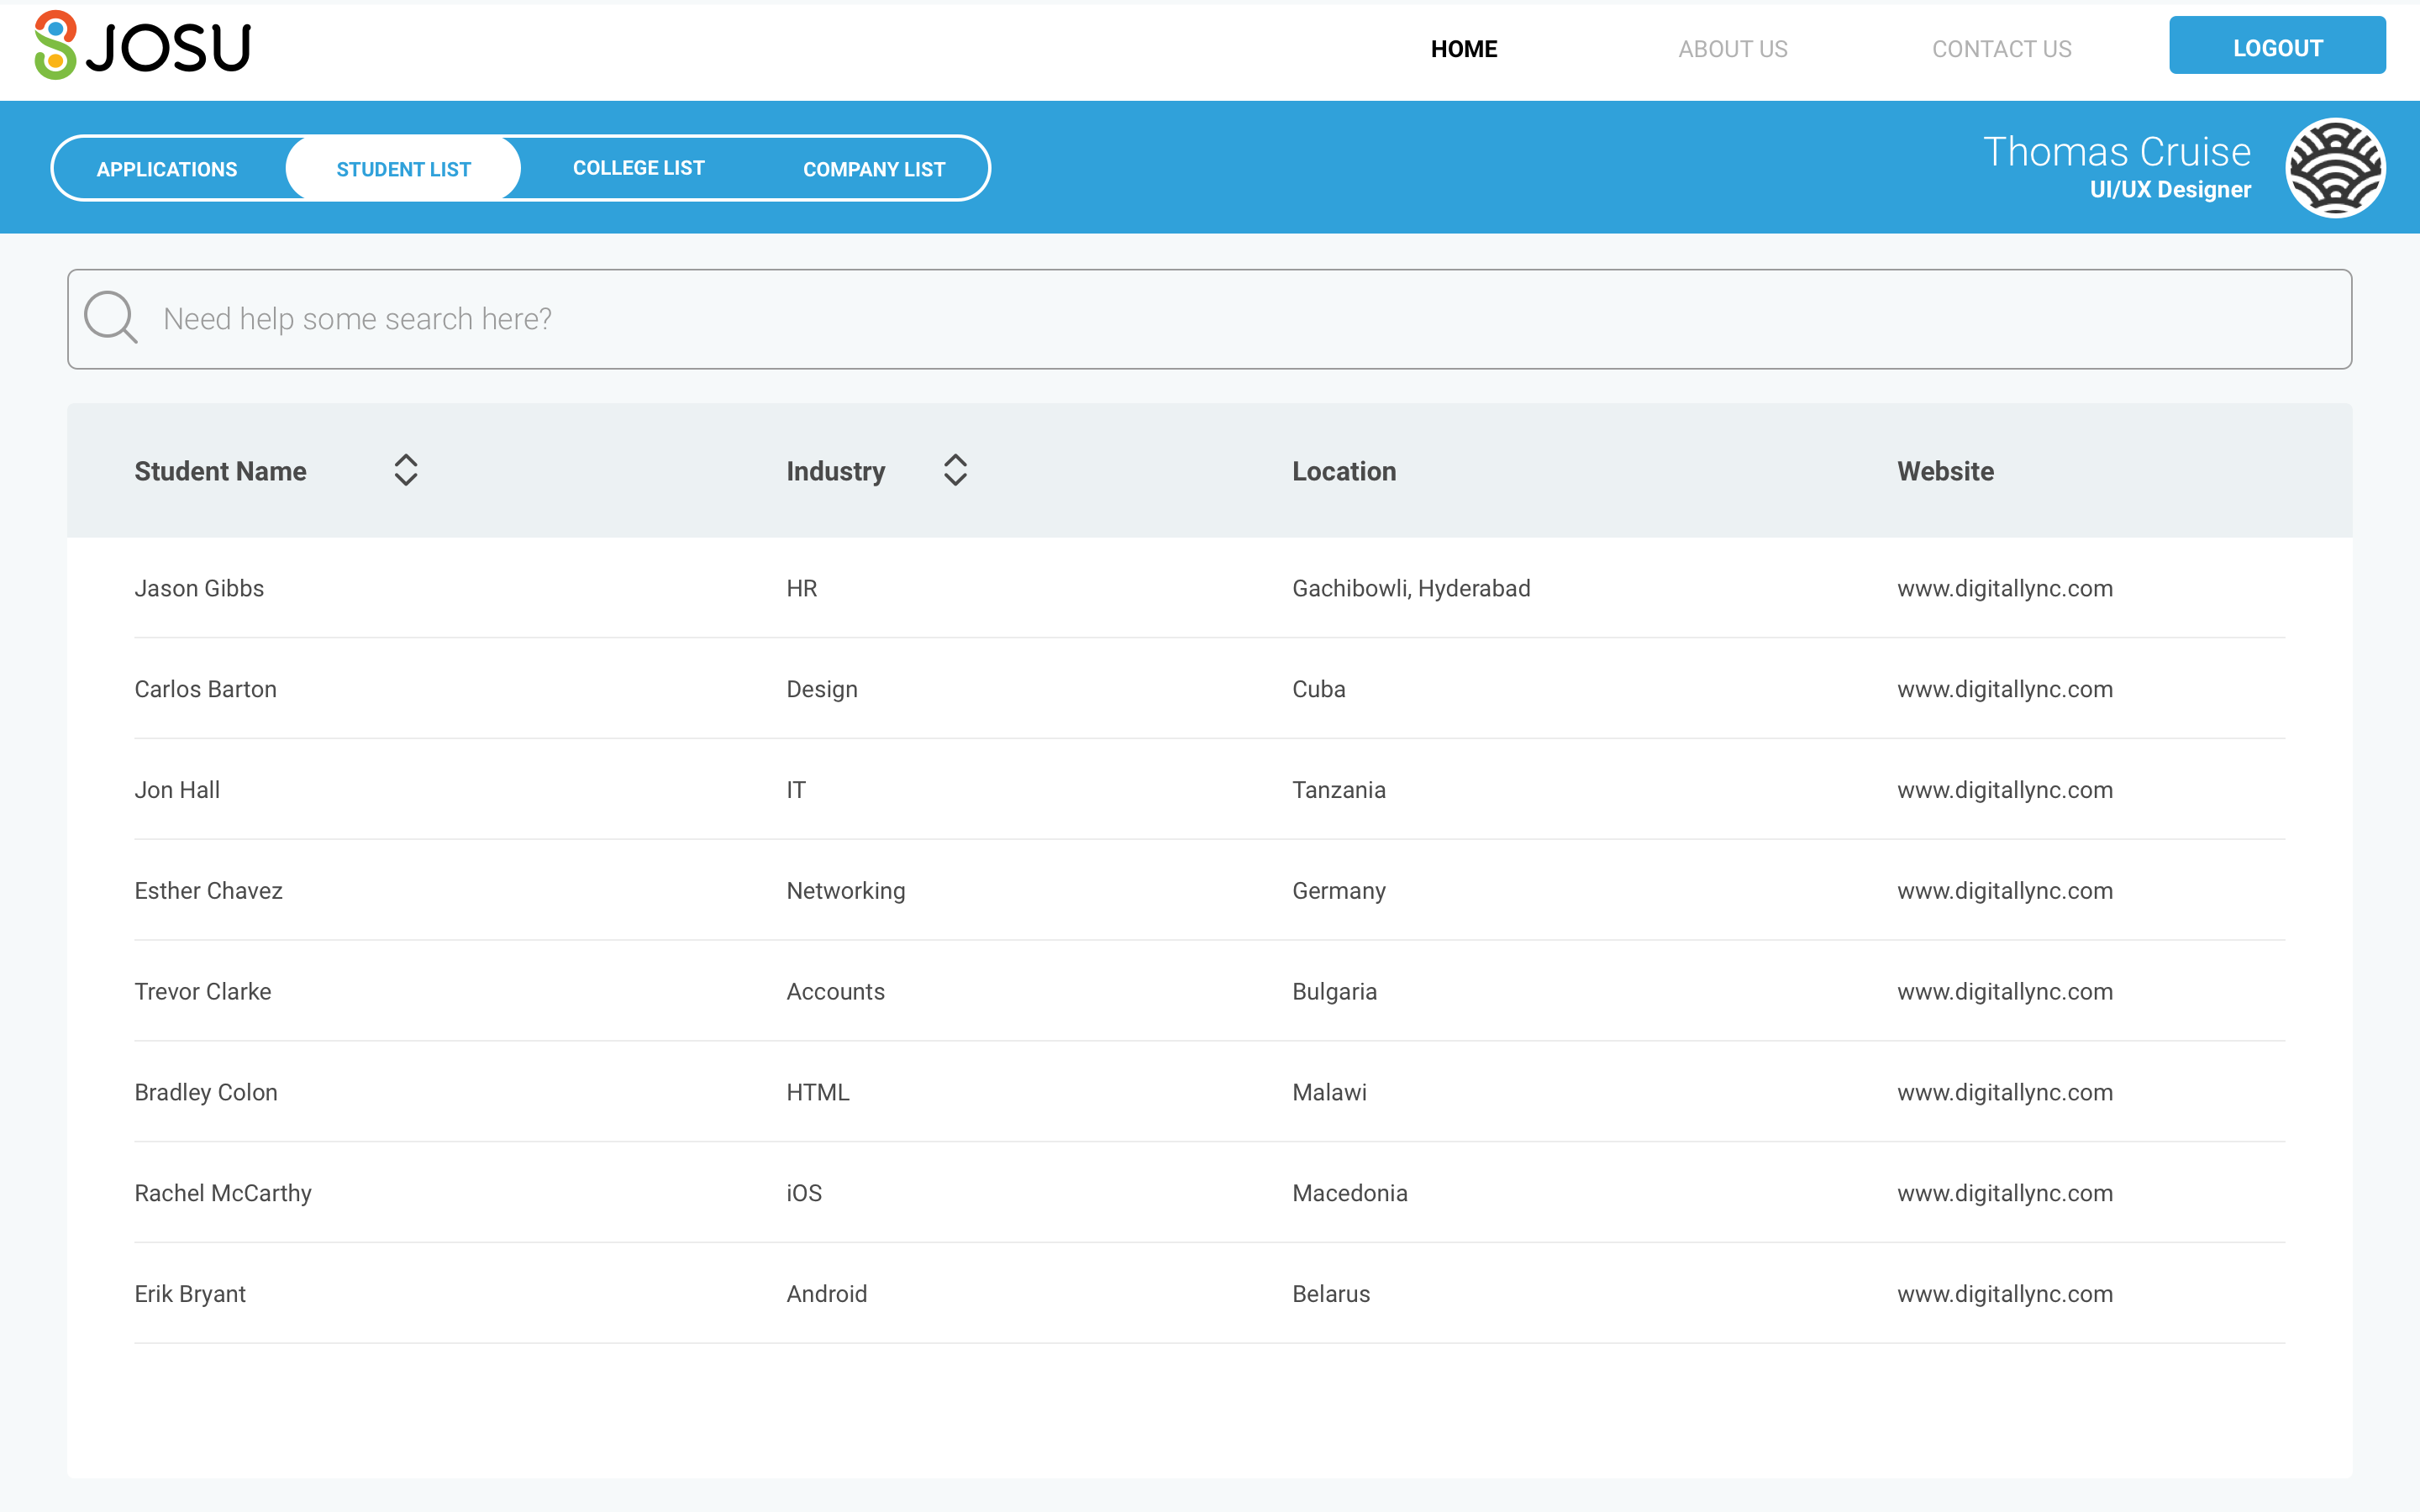 JOSU HOME ABOUT US CONTACT US LOGOUT
APPLICATIONS STUDENT LIST COLLEGE LIST COMPANY LIST
Thomas Cruise
UI/UX Designer
Need help some search here?
Student Name Industry Location Website
Jason Gibbs HR Gachibowli, Hyderabad www.digitallync.com
Carlos Barton Design Cuba www.digitallync.com
Jon Hall IT Tanzania www.digitallync.com
Esther Chavez Networking Germany www.digitallync.com
Trevor Clarke Accounts Bulgaria www.digitallync.com
Bradley Colon HTML Malawi www.digitallync.com
Rachel McCarthy iOS Macedonia www.digitallync.com
Erik Bryant Android Belarus www.digitallync.com